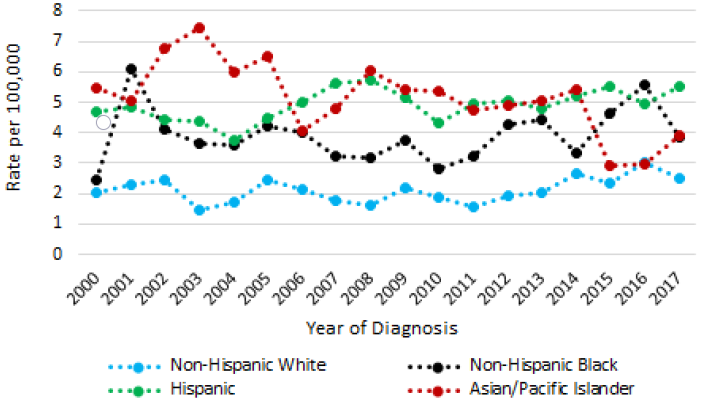 8
7
6
5
4
3
2
1
0
Rate per 100,000
2000 2001 2002 2003 2004 2005 2006 2007 2008 2009 2010 2011 2012 2013 2014 2015 2016 2017
Year of Diagnosis
Non-Hispanic White Non-Hispanic Black
Hispanic Asian/Pacific Islander